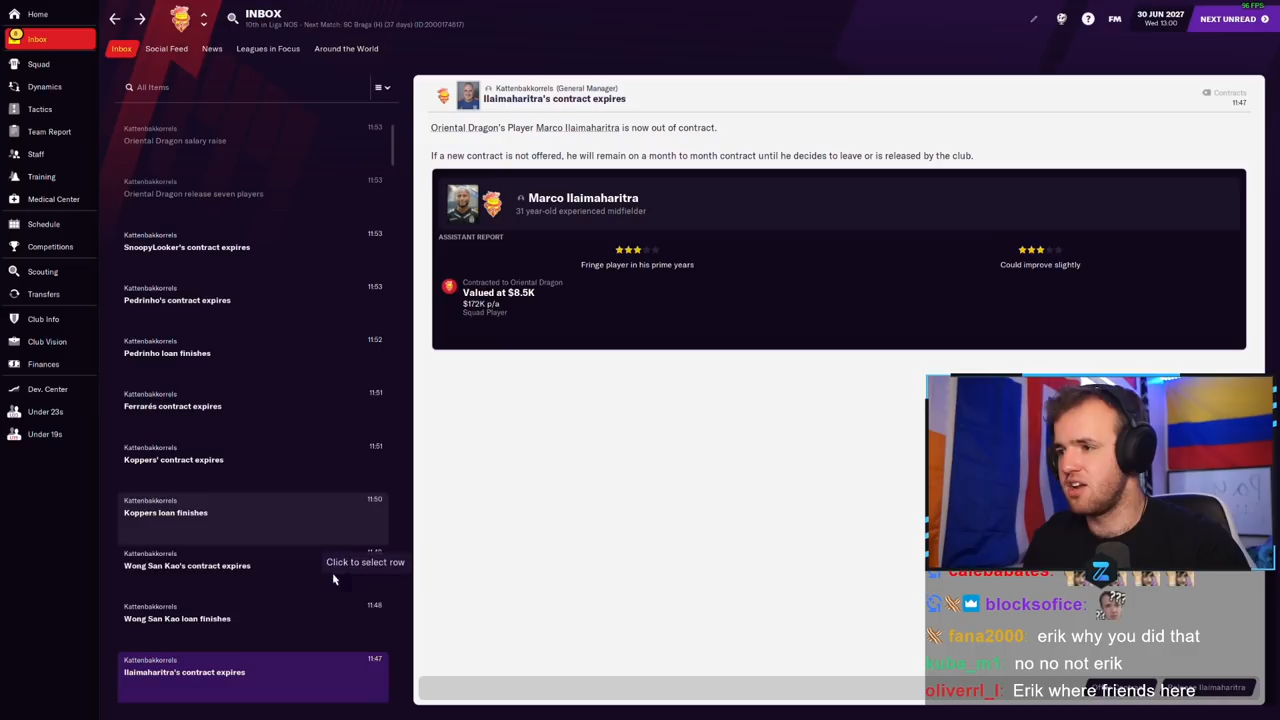 96 FPS
Home
Inbox
8
Squad
Dynamics
Tactics
Team Report
Staff
Training
Medical Center
Schedule
Competitions
Scouting
Transfers
Club Info
Club Vision
Finances
Dev. Center
Under 23s
Under 19s
INBOX
10th in Liga NOS - Next Match: SC Braga (H) (37 days) (ID:2000174617)
FM
30 JUN 2027
Wed 13:00
NEXT UNREAD
Inbox
Social Feed
News
Leagues in Focus
Around the World
All Items
Kattenbakkorrels 11:53
Oriental Dragon salary raise
Kattenbakkorrels 11:53
Oriental Dragon release seven players
Kattenbakkorrels 11:53
SnoopyLooker's contract expires
Kattenbakkorrels 11:53
Pedrinho's contract expires
Kattenbakkorrels 11:52
Pedrinho loan finishes
Kattenbakkorrels 11:51
Ferrarés contract expires
Kattenbakkorrels 11:51
Koppers' contract expires
Kattenbakkorrels 11:50
Koppers loan finishes
Kattenbakkorrels
Wong San Kao's contract expires
Click to select row
Kattenbakkorrels 11:48
Wong San Kao loan finishes
Kattenbakkorrels 11:47
Ilaimaharitra's contract expires
Kattenbakkorrels (General Manager)
Ilaimaharitra's contract expires
Contracts
11:47
Oriental Dragon's Player Marco Ilaimaharitra is now out of contract.
If a new contract is not offered, he will remain on a month to month contract until he decides to leave or is released by the club.
Marco Ilaimaharitra
31 year-old experienced midfielder
ASSISTANT REPORT
Fringe player in his prime years
Could improve slightly
Contracted to Oriental Dragon
Valued at $8.5K
$172K p/a
Squad Player
calebabates:
blocksofice:
fana2000: erik why you did that
no no not erik
oliverrl_l: Erik where friends here
Ilaimaharitra